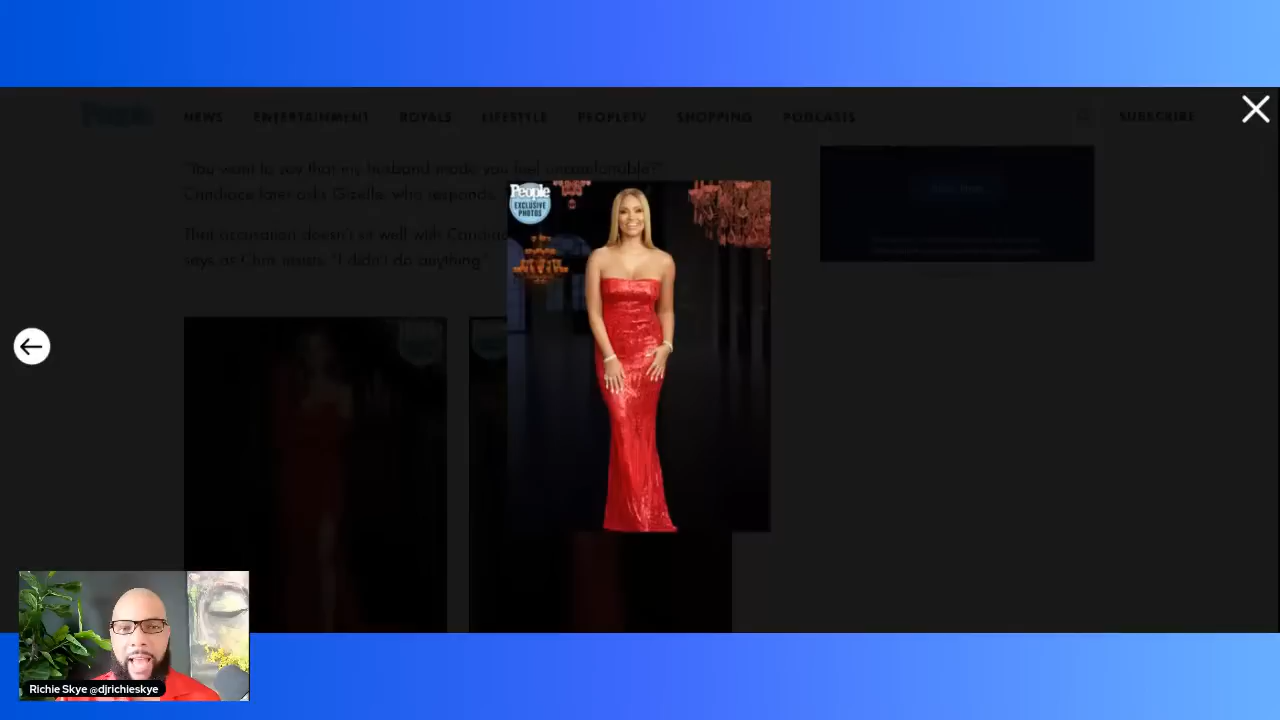 People
NEWS ENTERTAINMENT ROYALS LIFESTYLE PEOPLETV SHOPPING PODCASTS SUBSCRIBE
"You want to say that my husband made you feel uncomfortable?"
Candiace later asks Gizelle, who responds,
That accusation doesn't sit well with
says as Chris insists, "I didn't do anything."
People
EXCLUSIVE
PHOTOS
Richie Skye @djrichieskye